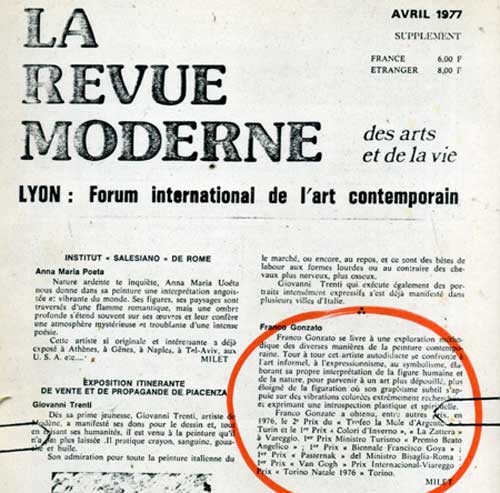 LA
REVUE
MODERNE
AVRIL 1977
SUPPLEMENT
FRANCE 6,00 F
ETRANGER 8,00 F
des arts
et de la vie
LYON : Forum international de l'art contemporain
INSTITUT « SALESIANO » DE ROME
Anna Maria Poeta
Nature ardente te inquiète, Anna Maria Uoéta
nous donne dans sa peinture une interprétation angois-
sée et vibrante du monde. Ses figures, ses paysages sont
traversés d'une flamme romantique, mais une ombre
profonde s'étend souvent sur ses œuvres et leur confère
une atmosphère mystérieuse et troublante d'une intense
poésie.
Cette artiste si originale et intéressante a déjà
exposé à Athènes, à Gênes, à Naples, à Tel-Aviv, aux
U. S. A. etc...." MILET
EXPOSITION ITINERANTE
DE VENTE ET DE PROPAGANDE DE PIACENZA
Giovanni Trenti
Dès sa prime jeunesse, Giovanni Trenti, artiste de
Modène, a manifesté ses dons pour le dessin et, tout
en faisant ses humanités, il est venu à la peinture qu'il
n'a plus laissée. Il pratique crayon, sanguine, poua-
che et huile.
Son admiration pour toute la peinture italienne du
le marché, ou encore, au repos, et ce sont des bêtes de
labour aux formes lourdes ou au contraire des che-
vaux plus nerveux, plus osseux.
Giovanni Trenti qui exécute également des por-
traits intensément expressifs s'est déjà manifesté dans
plusieurs villes d'Italie.
Franco Gonzato
Franco Gonzato se livre à une exploration métho-
dique des diverses manières de la peinture contempo-
raine. Tour à tour cet artiste autodidacte se confronte à
l'art informel, à l'expressionnisme, au symbolisme, éla-
borant sa propre interprétation de la figure humaine et
de la nature, pour parvenir à un art plus dépouillé, plus
éloigné de la figuration où son graphisme subtil s'ap-
puie sur des vibrations colorées extrêmement recherchées
et exprimant une introspection plastique et spirituelle.
Franco Gonzato a obtenu, entre autres prix, en
1976, le 2e Prix du « Trofeo la Mole d'Argento » à
Turin et le 1er Prix « Colori d'Inverno », « La Zattera »
à Vareggio. 1er Prix Ministro Turismo « Premio Beato
Angelico » ; 1er Prix « Biennale Francisco Goya » ;
1er Prix « Pasternak » del Ministro Bisaglia-Roma ;
1er Prix « Van Gogh » Prix Internacional-Viareggo
Prix « Torino Natale 1976 » Torino.
MILET